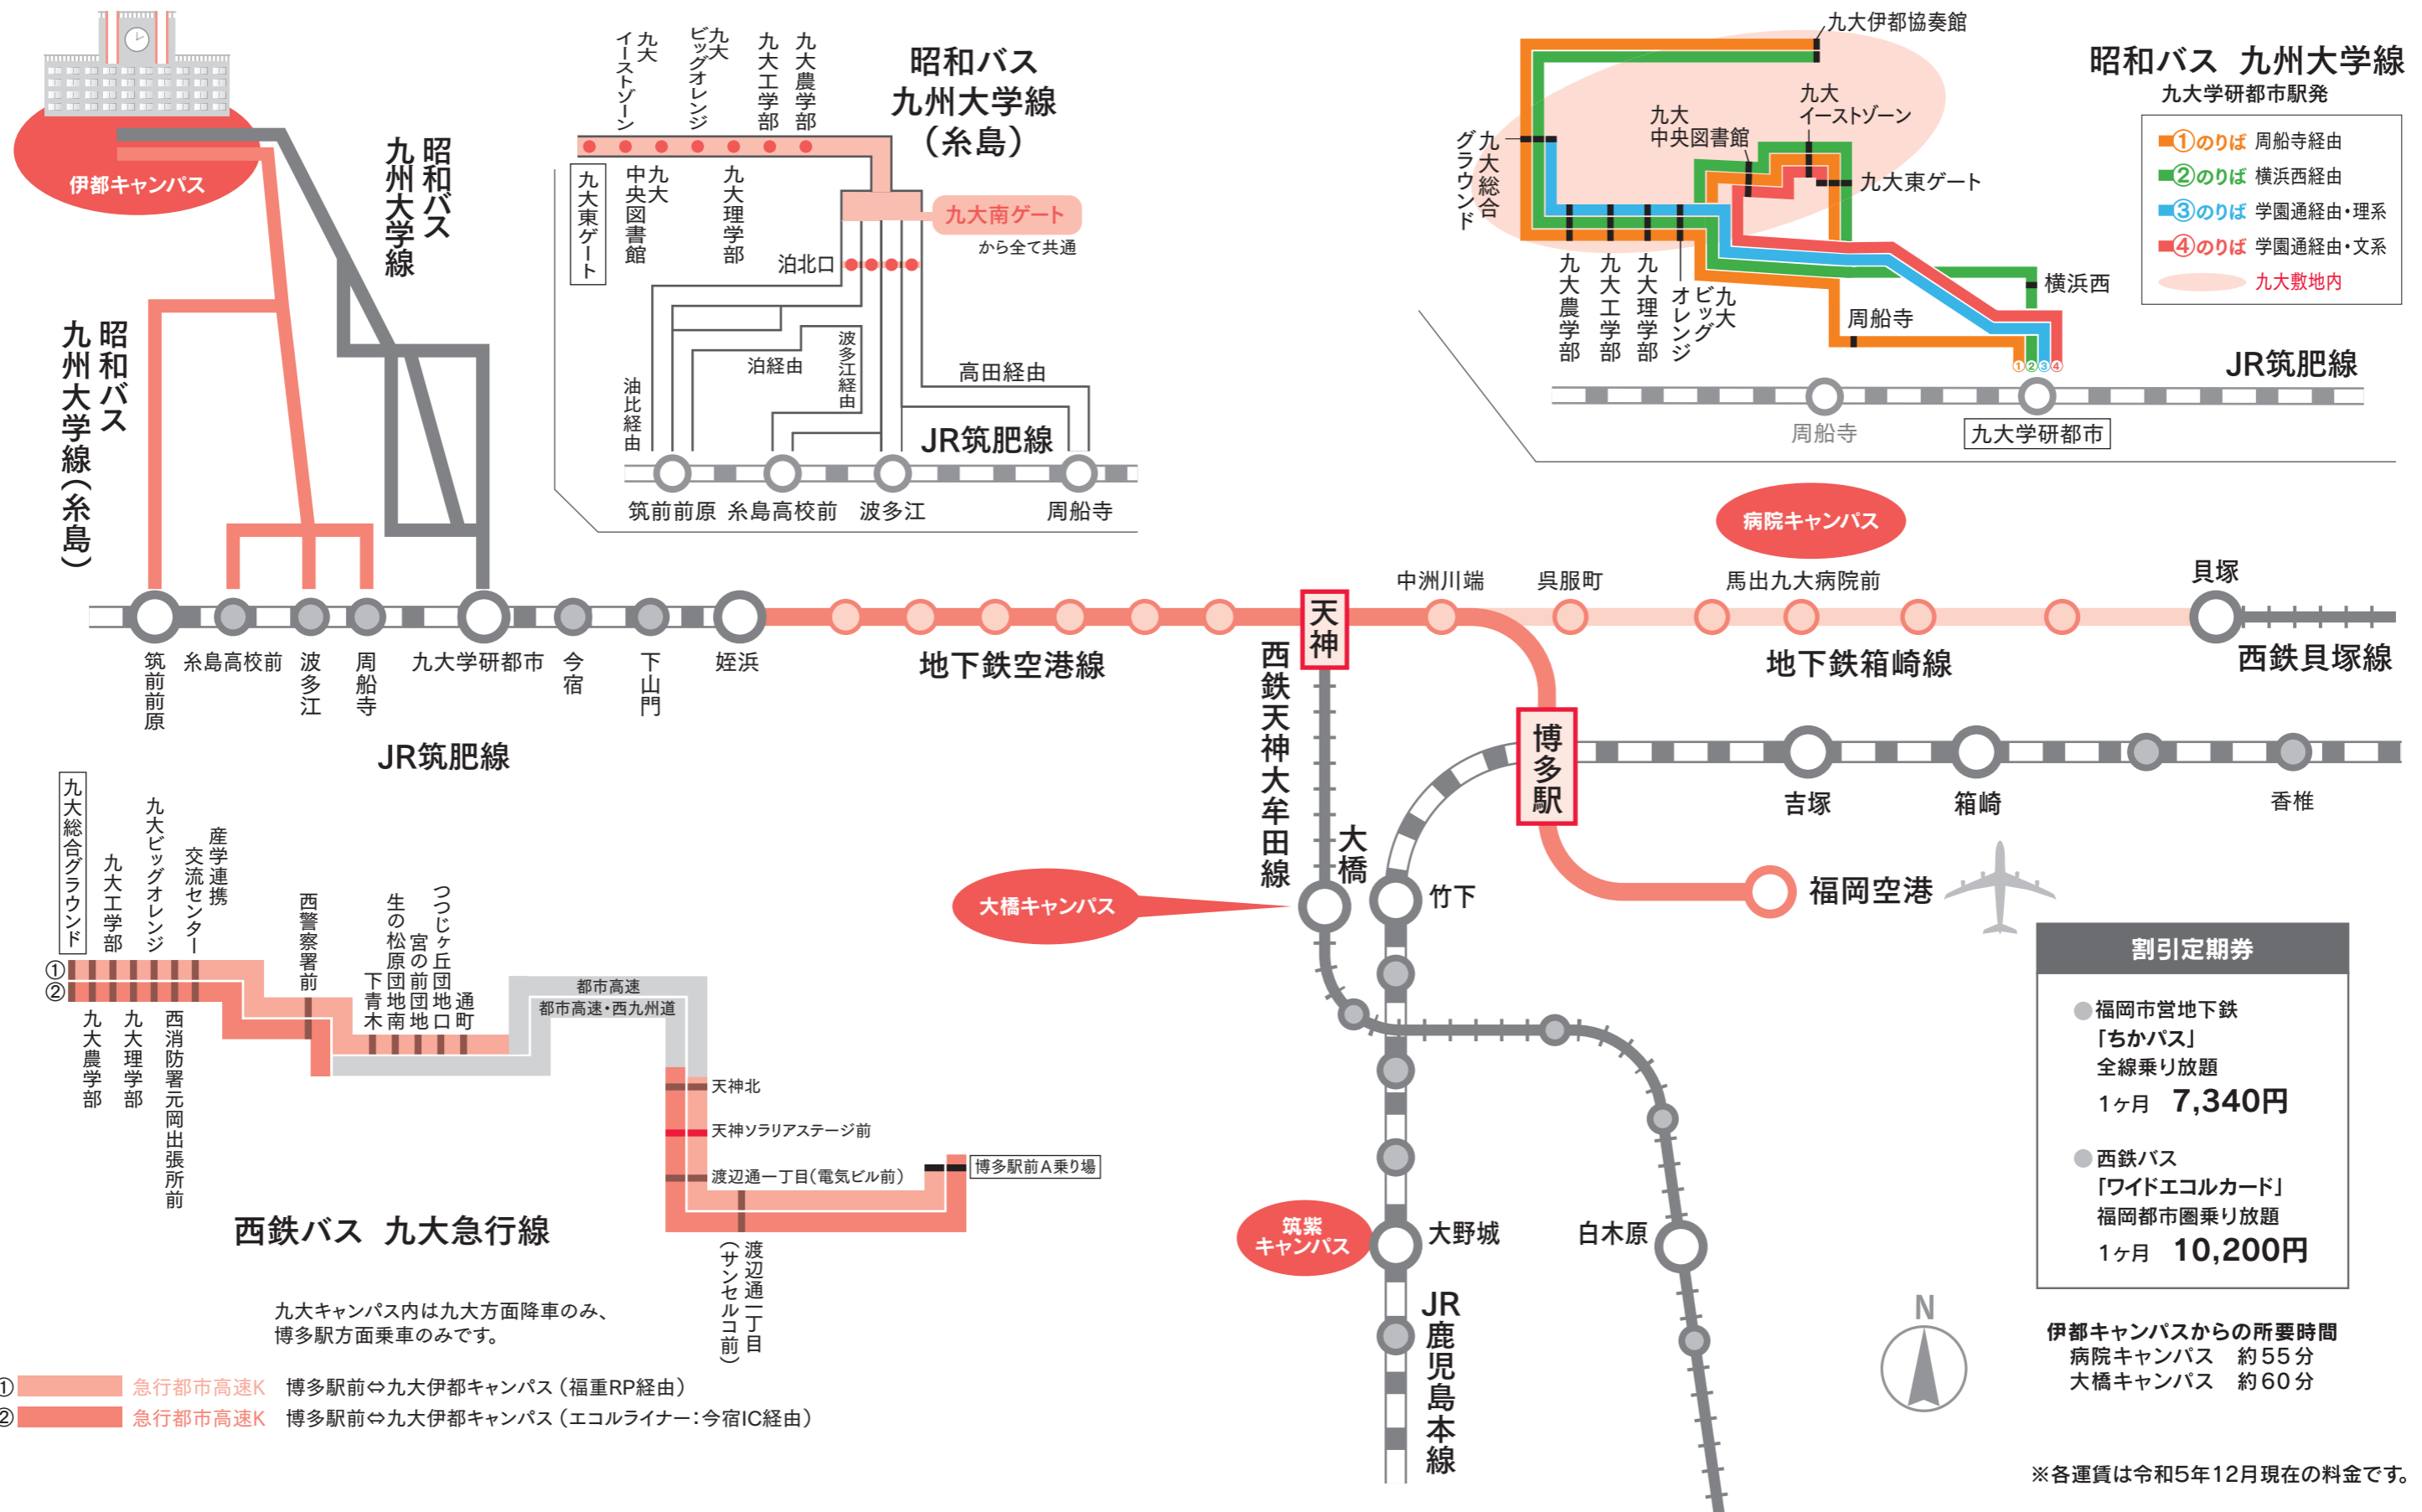 伊都キャンパス
昭和バス
九州大学線
昭和バス
九州大学線(糸島)
昭和バス
九州大学線
(糸島)
九大
イーストゾーン
九大
ビッグオレンジ
九大工学部
九大農学部
九大東ゲート
九大
中央図書館
九大理学部
九大南ゲート
から全て共通
泊北口
油比経由
泊経由
波多江経由
高田経由
JR筑肥線
筑前前原
糸島高校前
波多江
周船寺
昭和バス 九州大学線
九大学研都市駅発
①のりば 周船寺経由
②のりば 横浜西経由
③のりば 学園通経由・理系
④のりば 学園通経由・文系
九大敷地内
九大伊都協奏館
九大
イーストゾーン
九大
中央図書館
九大東ゲート
九大総合
グラウンド
九大農学部
九大工学部
九大理学部
九大
ビッグ
オレンジ
横浜西
周船寺
① ② ③ ④
JR筑肥線
周船寺
九大学研都市
病院キャンパス
中洲川端
呉服町
馬出九大病院前
貝塚
天神
筑前前原
糸島高校前
波多江
周船寺
九大学研都市
今宿
下山門
姪浜
地下鉄空港線
地下鉄箱崎線
西鉄貝塚線
JR筑肥線
西鉄天神大牟田線
博多駅
吉塚
箱崎
香椎
大橋
大橋キャンパス
竹下
福岡空港
筑紫
キャンパス
大野城
白木原
JR鹿児島本線
九大総合グラウンド
九大工学部
九大ビッグオレンジ
産学連携
交流センター
西警察署前
下青木
生の松原団地南
宮の前団地
つつじヶ丘団地口
通町
①
②
九大農学部
九大理学部
西消防署元岡出張所前
都市高速
都市高速・西九州道
天神北
天神ソラリアステージ前
渡辺通一丁目(電気ビル前)
博多駅前A乗り場
渡辺通一丁目
(サンセルコ前)
西鉄バス 九大急行線
九大キャンパス内は九大方面降車のみ、
博多駅方面乗車のみです。
① 急行都市高速K 博多駅前⇔九大伊都キャンパス(福重RP経由)
② 急行都市高速K 博多駅前⇔九大伊都キャンパス(エコルライナー:今宿IC経由)
割引定期券
●福岡市営地下鉄
「ちかパス」
全線乗り放題
1ヶ月 7,340円
●西鉄バス
「ワイドエコルカード」
福岡都市圏乗り放題
1ヶ月 10,200円
N
伊都キャンパスからの所要時間
病院キャンパス 約55分
大橋キャンパス 約60分
※各運賃は令和5年12月現在の料金です。